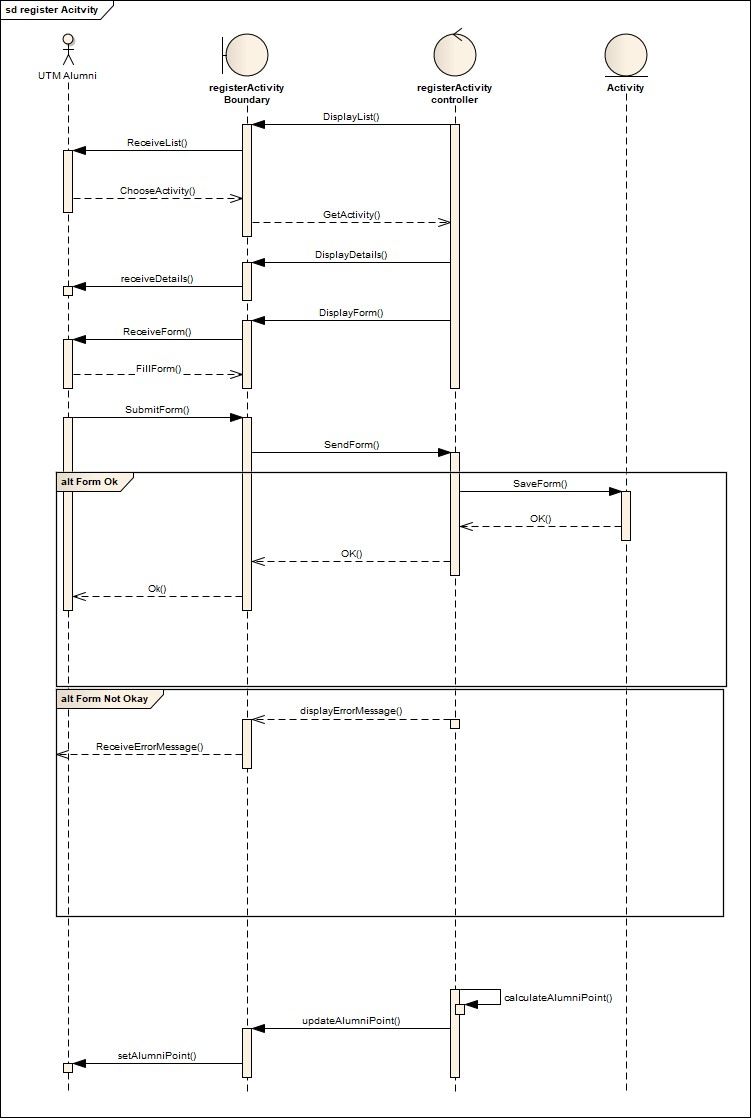 sd register Acitvity
UTM Alumni
registerActivity
Boundary
registerActivity
controller
Activity
DisplayList()
ReceiveList()
ChooseActivity()
GetActivity()
DisplayDetails()
receiveDetails()
DisplayForm()
ReceiveForm()
FillForm()
SubmitForm()
SendForm()
alt Form Ok
SaveForm()
OK()
OK()
Ok()
alt Form Not Okay
displayErrorMessage()
ReceiveErrorMessage()
calculateAlumniPoint()
updateAlumniPoint()
setAlumniPoint()